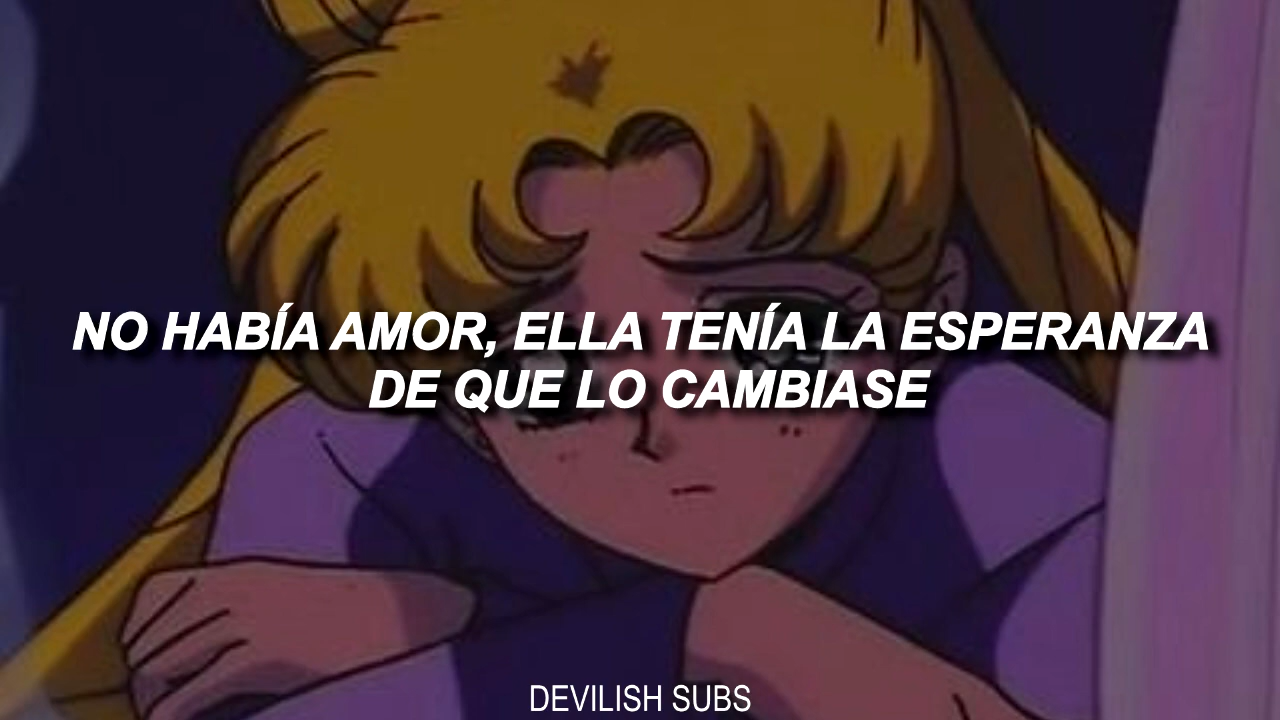 NO HABÍA AMOR, ELLA TENÍA LA ESPERANZA
DE QUE LO CAMBIASE
DEVILISH SUBS